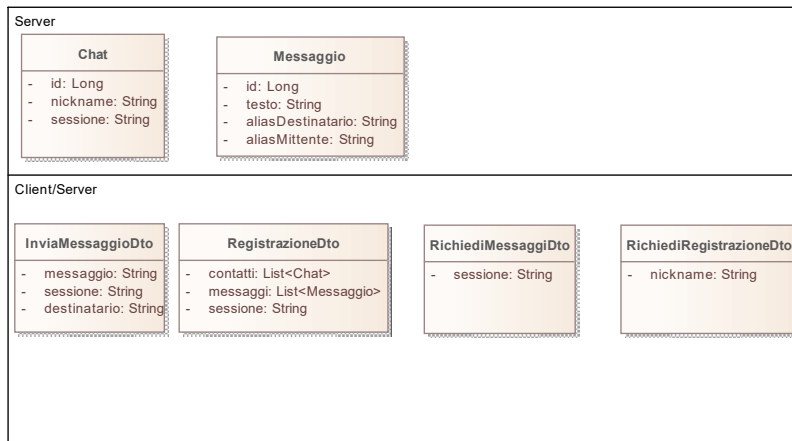 Server
Chat
- id: Long
- nickname: String
- sessione: String
Messaggio
- id: Long
- testo: String
- aliasDestinatario: String
- aliasMittente: String
Client/Server
InviaMessaggioDto
- messaggio: String
- sessione: String
- destinatario: String
RegistrazioneDto
- contatti: List<Chat>
- messaggi: List<Messaggio>
- sessione: String
RichiediMessaggiDto
- sessione: String
RichiediRegistrazioneDto
- nickname: String